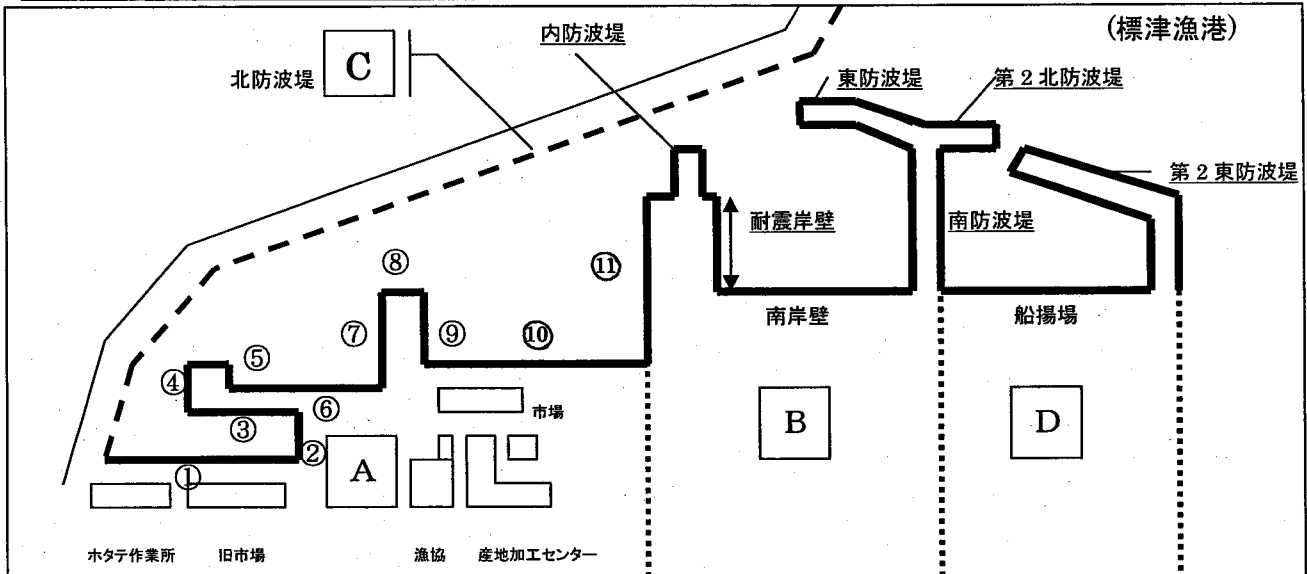 (標津漁港)
内防波堤
北防波堤
C
東防波堤
第2北防波堤
第2東防波堤
耐震岸壁
南防波堤
⑧
⑪
⑦
⑨
⑩
南岸壁
船揚場
⑤
④
⑥
③
市場
②
A
B
D
①
ホタテ作業所
旧市場
漁協
産地加工センター